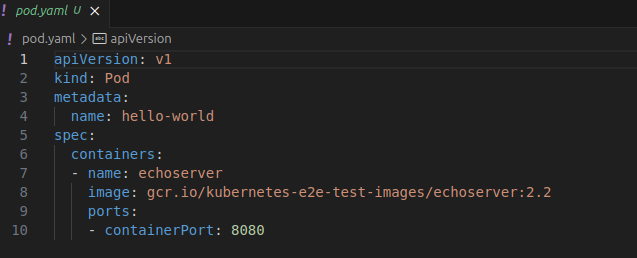 ! pod.yaml U ×
! pod.yaml > abc apiVersion
1 apiVersion: v1
2 kind: Pod
3 metadata:
4   name: hello-world
5 spec:
6   containers:
7   - name: echoserver
8     image: gcr.io/kubernetes-e2e-test-images/echoserver:2.2
9     ports:
10     - containerPort: 8080